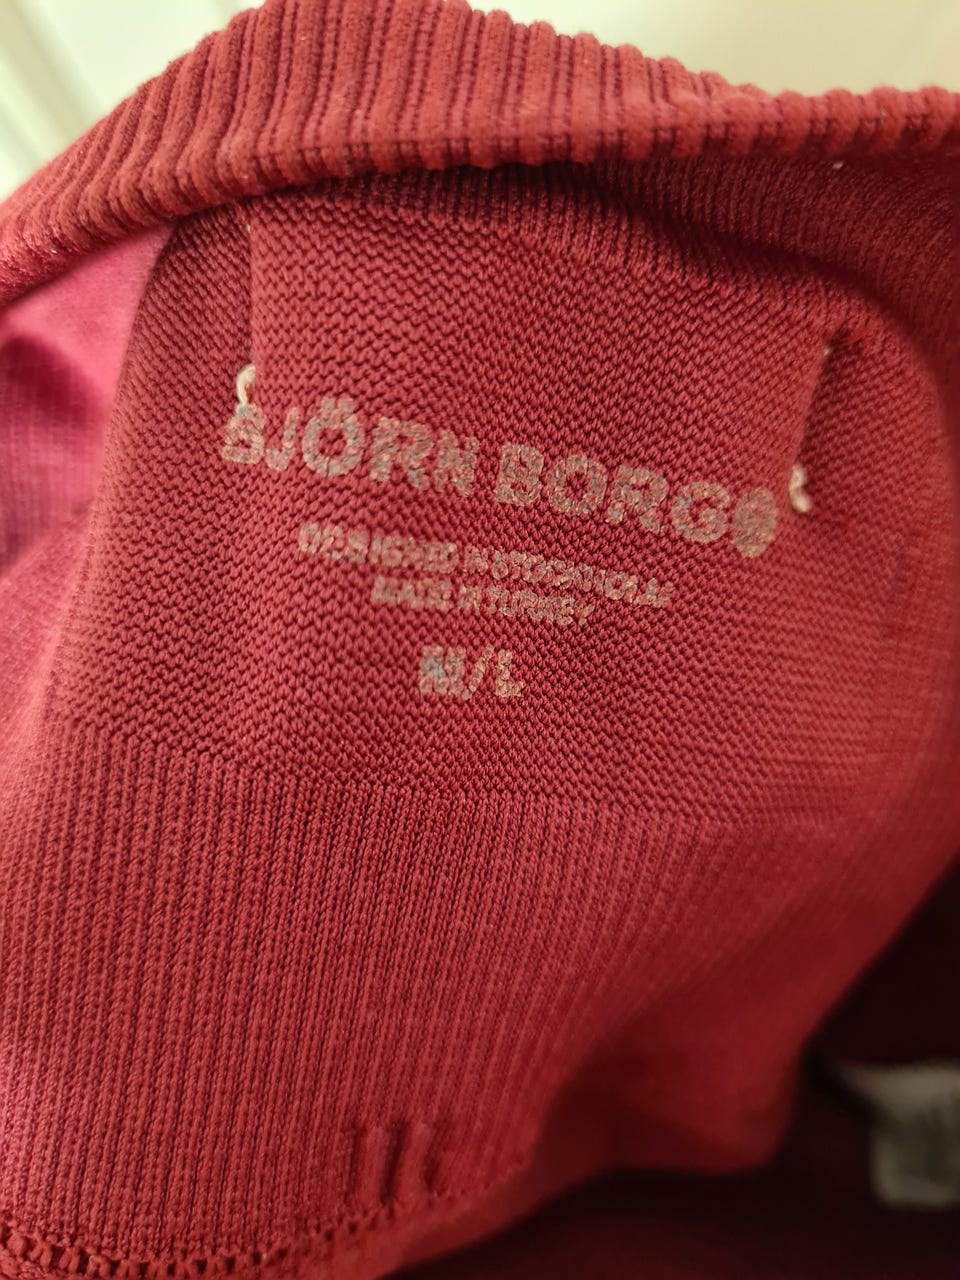 BJÖRN BORG
DESIGNED IN STOCKHOLM
MADE IN TURKEY
M/L